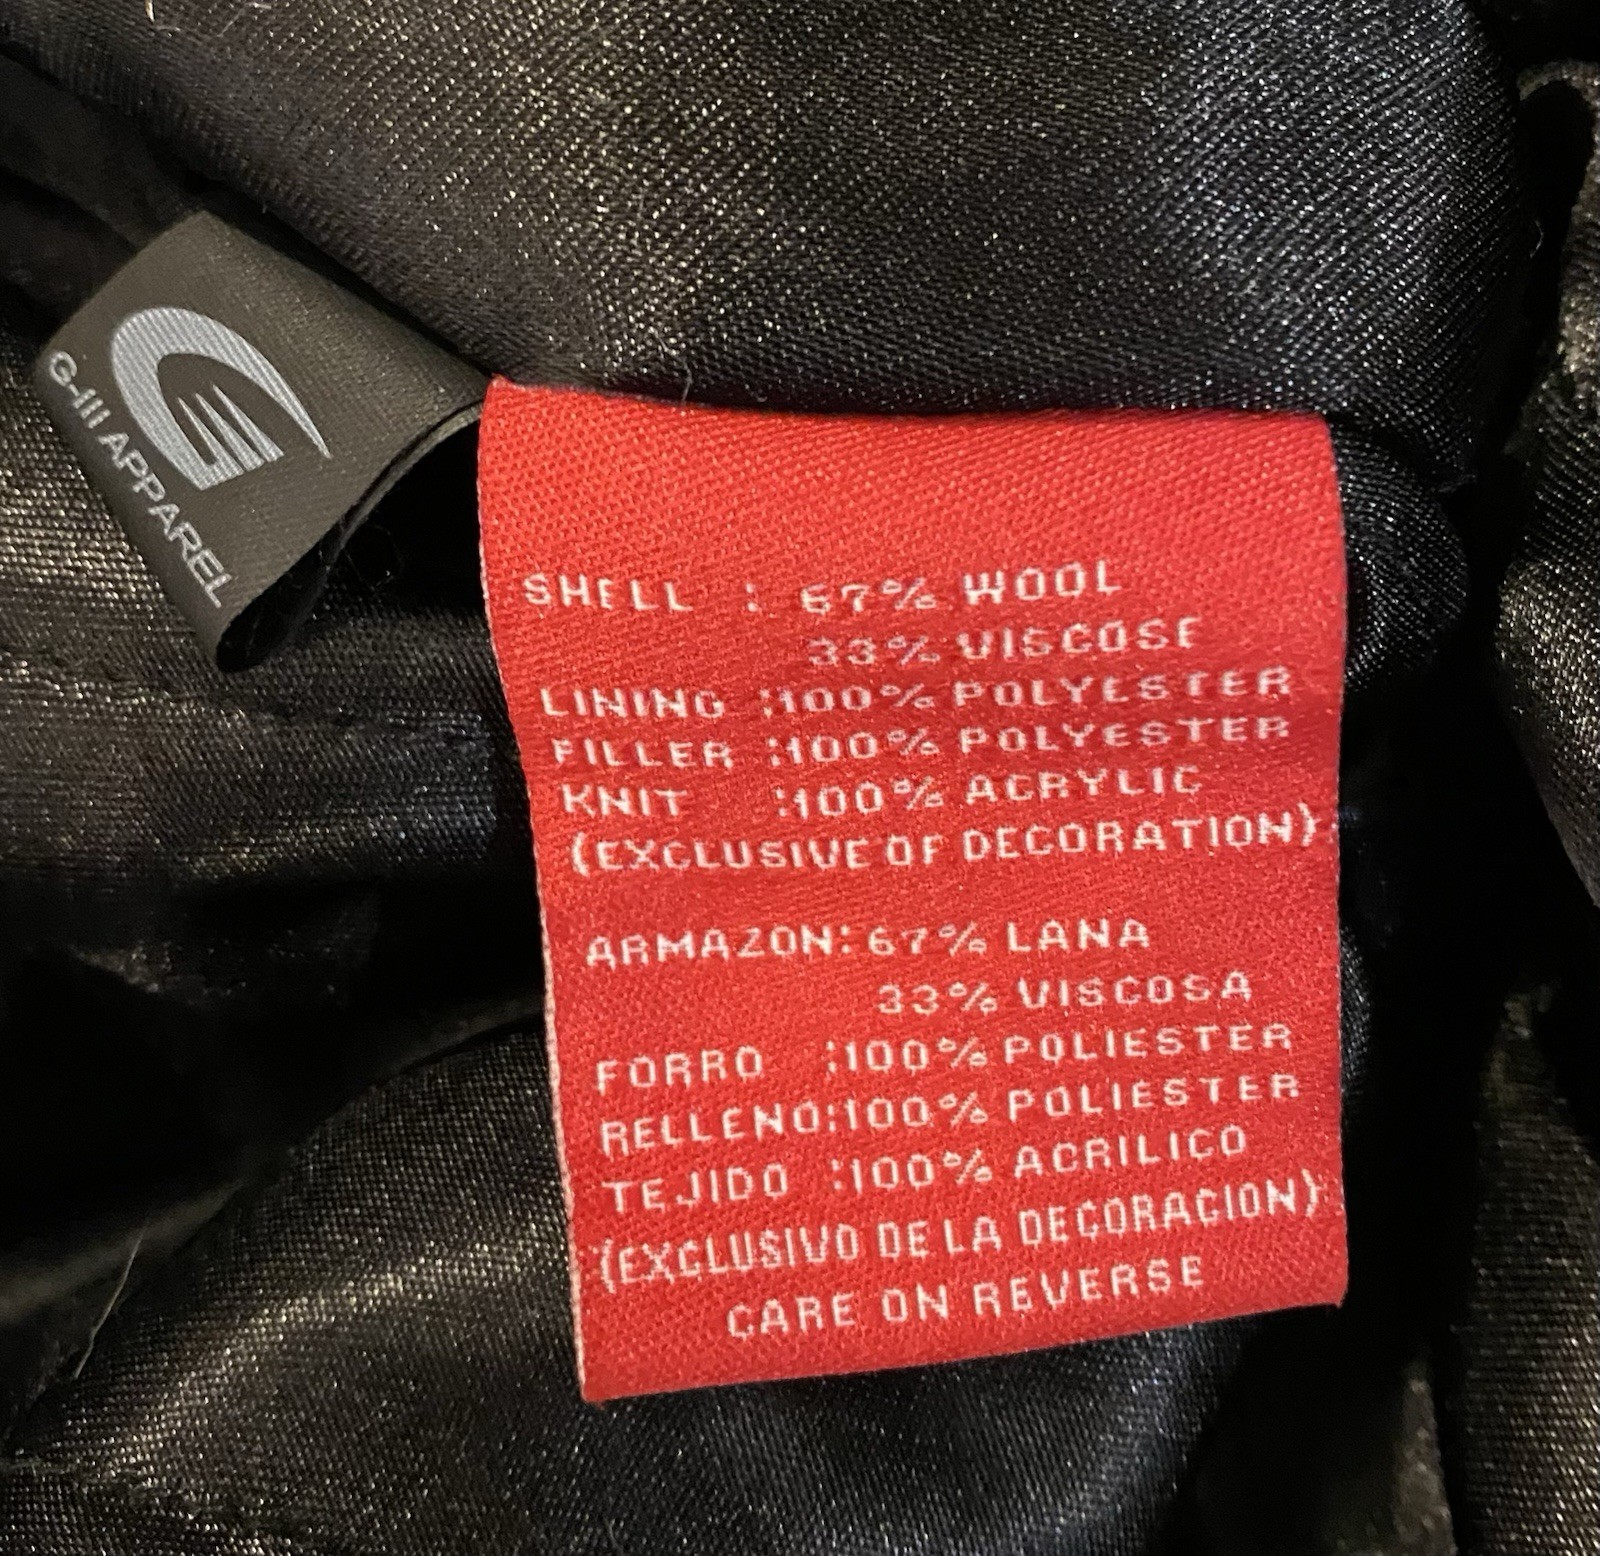 G-III APPAREL
SHELL : 67% WOOL
33% VISCOSE
LINING :100% POLYESTER
FILLER :100% POLYESTER
KNIT :100% ACRYLIC
(EXCLUSIVE OF DECORATION)
ARMAZON: 67% LANA
33% VISCOSA
FORRO :100% POLIESTER
RELLENO:100% POLIESTER
TEJIDO :100% ACRILICO
(EXCLUSIVO DE LA DECORACION)
CARE ON REVERSE